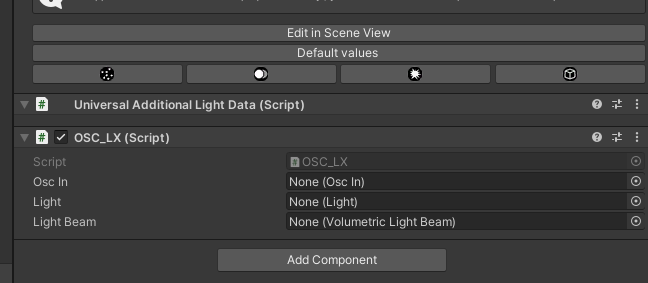 Edit in Scene View
Default values
# Universal Additional Light Data (Script)
# OSC_LX (Script)
Script # OSC_LX
Osc In None (Osc In)
Light None (Light)
Light Beam None (Volumetric Light Beam)
Add Component